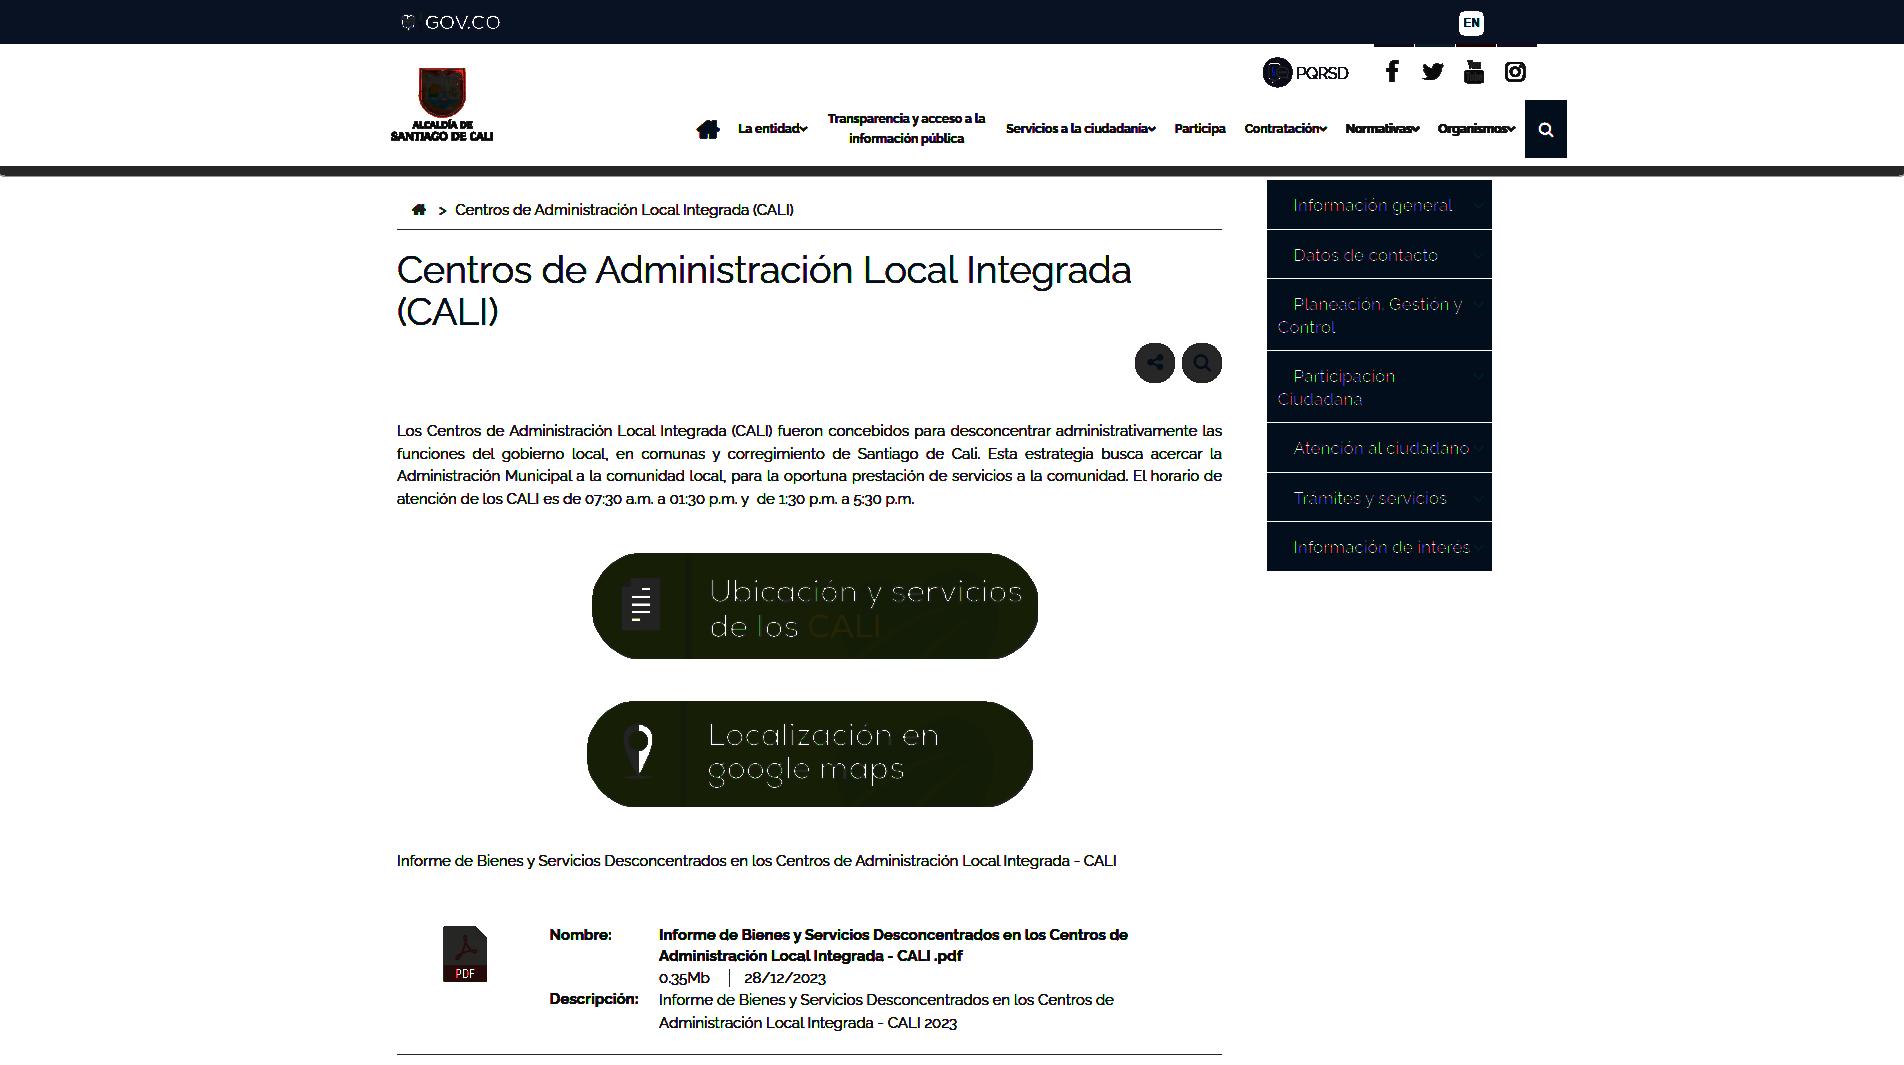 GOV.CO
EN
ALCALDÍA DE
SANTIAGO DE CALI
PQRSD
La entidad
Transparencia y acceso a la
información pública
Servicios a la ciudadanía
Participa
Contratación
Normativas
Organismos
> Centros de Administración Local Integrada (CALI)
Centros de Administración Local Integrada
(CALI)
Información general
Datos de contacto
Planeación, Gestión y
Control
Participación
Ciudadana
Atención al ciudadano
Trámites y servicios
Información de interés
Los Centros de Administración Local Integrada (CALI) fueron concebidos para desconcentrar administrativamente las
funciones del gobierno local, en comunas y corregimiento de Santiago de Cali. Esta estrategia busca acercar la
Administración Municipal a la comunidad local, para la oportuna prestación de servicios a la comunidad. El horario de
atención de los CALI es de 07:30 a.m. a 01:30 p.m. y de 1:30 p.m. a 5:30 p.m.
Ubicación y servicios
de los CALI
Localización en
google maps
Informe de Bienes y Servicios Desconcentrados en los Centros de Administración Local Integrada - CALI
PDF
Nombre: Informe de Bienes y Servicios Desconcentrados en los Centros de
Administración Local Integrada - CALI .pdf
0.35Mb | 28/12/2023
Descripción: Informe de Bienes y Servicios Desconcentrados en los Centros de
Administración Local Integrada - CALI 2023